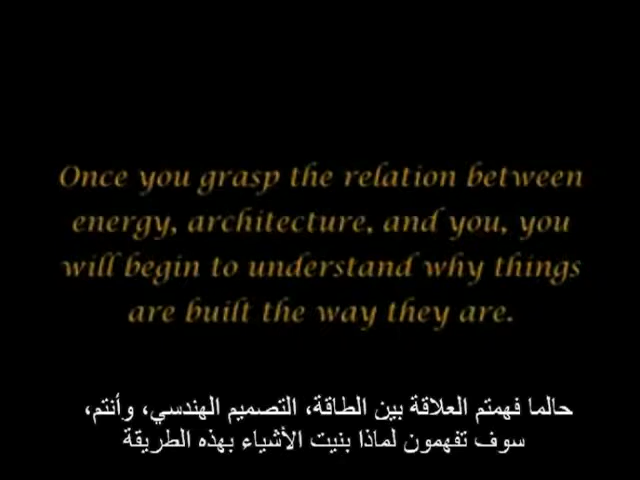 Once you grasp the relation between
energy, architecture, and you, you
will begin to understand why things
are built the way they are.
حالما فهمتم العلاقة بين الطاقة، التصميم الهندسي، وأنتم،
سوف تفهمون لماذا بنيت الأشياء بهذه الطريقة